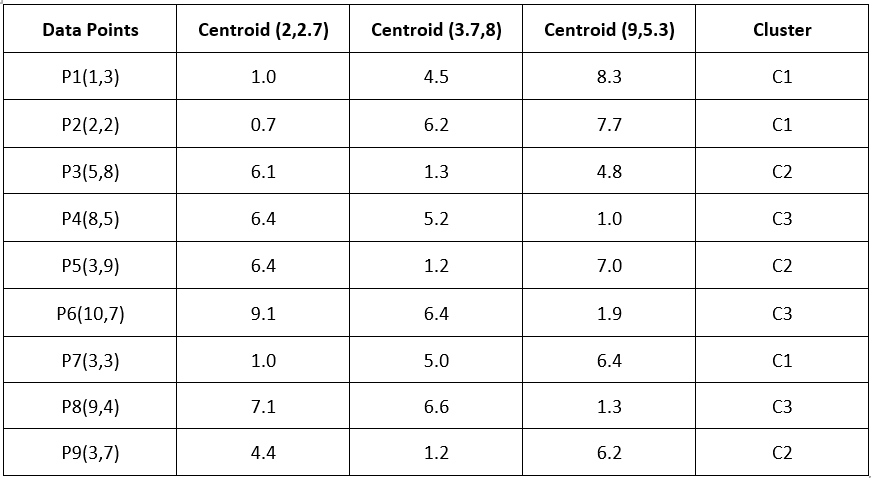 Data Points Centroid (2,2.7) Centroid (3.7,8) Centroid (9,5.3) Cluster
P1(1,3) 1.0 4.5 8.3 C1
P2(2,2) 0.7 6.2 7.7 C1
P3(5,8) 6.1 1.3 4.8 C2
P4(8,5) 6.4 5.2 1.0 C3
P5(3,9) 6.4 1.2 7.0 C2
P6(10,7) 9.1 6.4 1.9 C3
P7(3,3) 1.0 5.0 6.4 C1
P8(9,4) 7.1 6.6 1.3 C3
P9(3,7) 4.4 1.2 6.2 C2